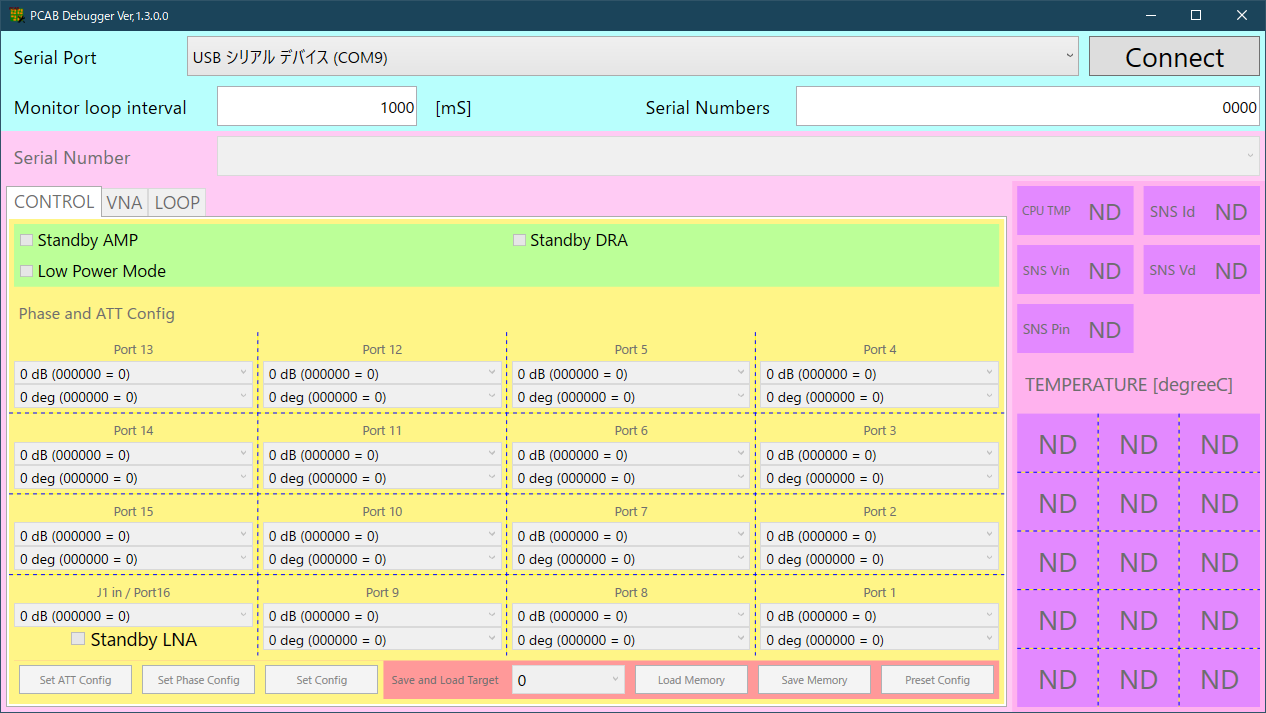 PCAB Debugger Ver,1.3.0.0
Serial Port USB シリアル デバイス (COM9) Connect
Monitor loop interval 1000 [mS] Serial Numbers 0000
Serial Number
CONTROL VNA LOOP
Standby AMP Standby DRA
Low Power Mode
Phase and ATT Config
Port 13 Port 12 Port 5 Port 4
0 dB (000000 = 0) 0 dB (000000 = 0) 0 dB (000000 = 0) 0 dB (000000 = 0)
0 deg (000000 = 0) 0 deg (000000 = 0) 0 deg (000000 = 0) 0 deg (000000 = 0)
Port 14 Port 11 Port 6 Port 3
0 dB (000000 = 0) 0 dB (000000 = 0) 0 dB (000000 = 0) 0 dB (000000 = 0)
0 deg (000000 = 0) 0 deg (000000 = 0) 0 deg (000000 = 0) 0 deg (000000 = 0)
Port 15 Port 10 Port 7 Port 2
0 dB (000000 = 0) 0 dB (000000 = 0) 0 dB (000000 = 0) 0 dB (000000 = 0)
0 deg (000000 = 0) 0 deg (000000 = 0) 0 deg (000000 = 0) 0 deg (000000 = 0)
J1 in / Port16 Port 9 Port 8 Port 1
0 dB (000000 = 0) 0 dB (000000 = 0) 0 dB (000000 = 0) 0 dB (000000 = 0)
Standby LNA 0 deg (000000 = 0) 0 deg (000000 = 0) 0 deg (000000 = 0)
Set ATT Config Set Phase Config Set Config Save and Load Target 0 Load Memory Save Memory Preset Config
CPU TMP ND SNS Id ND
SNS Vin ND SNS Vd ND
SNS Pin ND
TEMPERATURE [degreeC]
ND ND ND
ND ND ND
ND ND ND
ND ND ND
ND ND ND